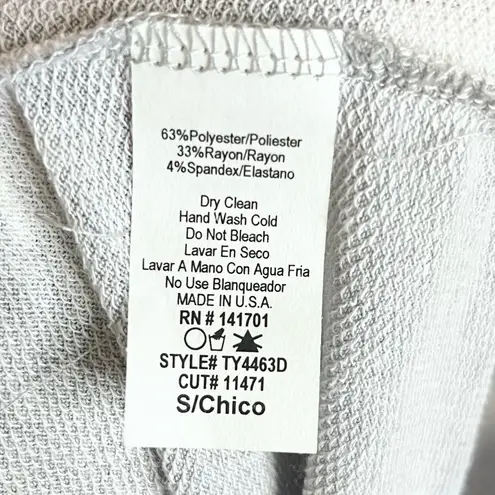 63%Polyester/Poliester
33%Rayon/Rayon
4%Spandex/Elastano
Dry Clean
Hand Wash Cold
Do Not Bleach
Lavar En Seco
Lavar A Mano Con Agua Fria
No Use Blanqueador
MADE IN U.S.A.
RN # 141701
STYLE# TY4463D
CUT# 11471
S/Chico